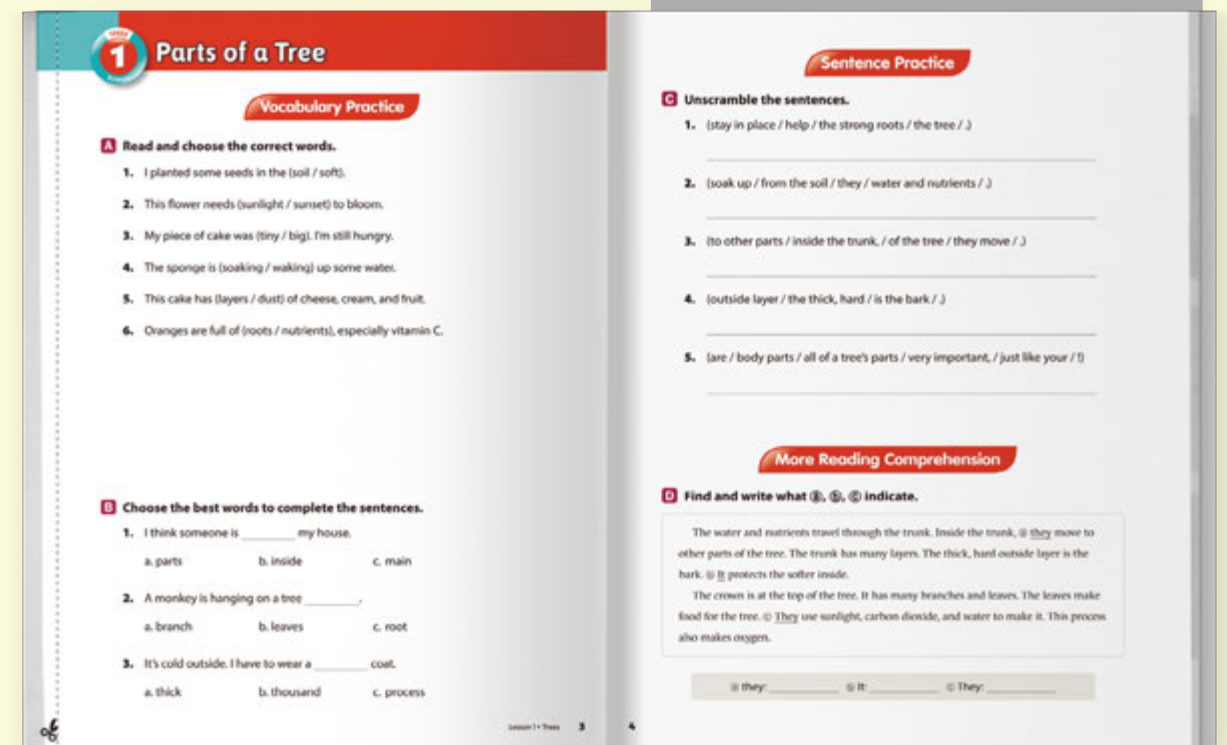 1
Parts of a Tree
Vocabulary Practice
A Read and choose the correct words.
1. I planted some seeds in the (soil / soft).
2. This flower needs (sunlight / sunset) to bloom.
3. My piece of cake was (tiny / big). I'm still hungry.
4. The sponge is (soaking / waking) up some water.
5. This cake has (layers / dust) of cheese, cream, and fruit.
6. Oranges are full of (roots / nutrients), especially vitamin C.
B Choose the best words to complete the sentences.
1. I think someone is ________ my house.
a. parts b. inside c. main
2. A monkey is hanging on a tree ________.
a. branch b. leaves c. root
3. It's cold outside. I have to wear a ________ coat.
a. thick b. thousand c. process
Lesson 1 • Trees 3
Sentence Practice
C Unscramble the sentences.
1. (stay in place / help / the strong roots / the tree / .)
2. (soak up / from the soil / they / water and nutrients / .)
3. (to other parts / inside the trunk, / of the tree / they move / .)
4. (outside layer / the thick, hard / is the bark / .)
5. (are / body parts / all of a tree's parts / very important, / just like your / !)
More Reading Comprehension
D Find and write what ⓐ, ⓑ, ⓒ indicate.
The water and nutrients travel through the trunk. Inside the trunk, ⓐ they move to
other parts of the tree. The trunk has many layers. The thick, hard outside layer is the
bark. ⓑ It protects the softer inside.
The crown is at the top of the tree. It has many branches and leaves. The leaves make
food for the tree. ⓒ They use sunlight, carbon dioxide, and water to make it. This process
also makes oxygen.
ⓐ they: ________ ⓑ It: ________ ⓒ They: ________
4